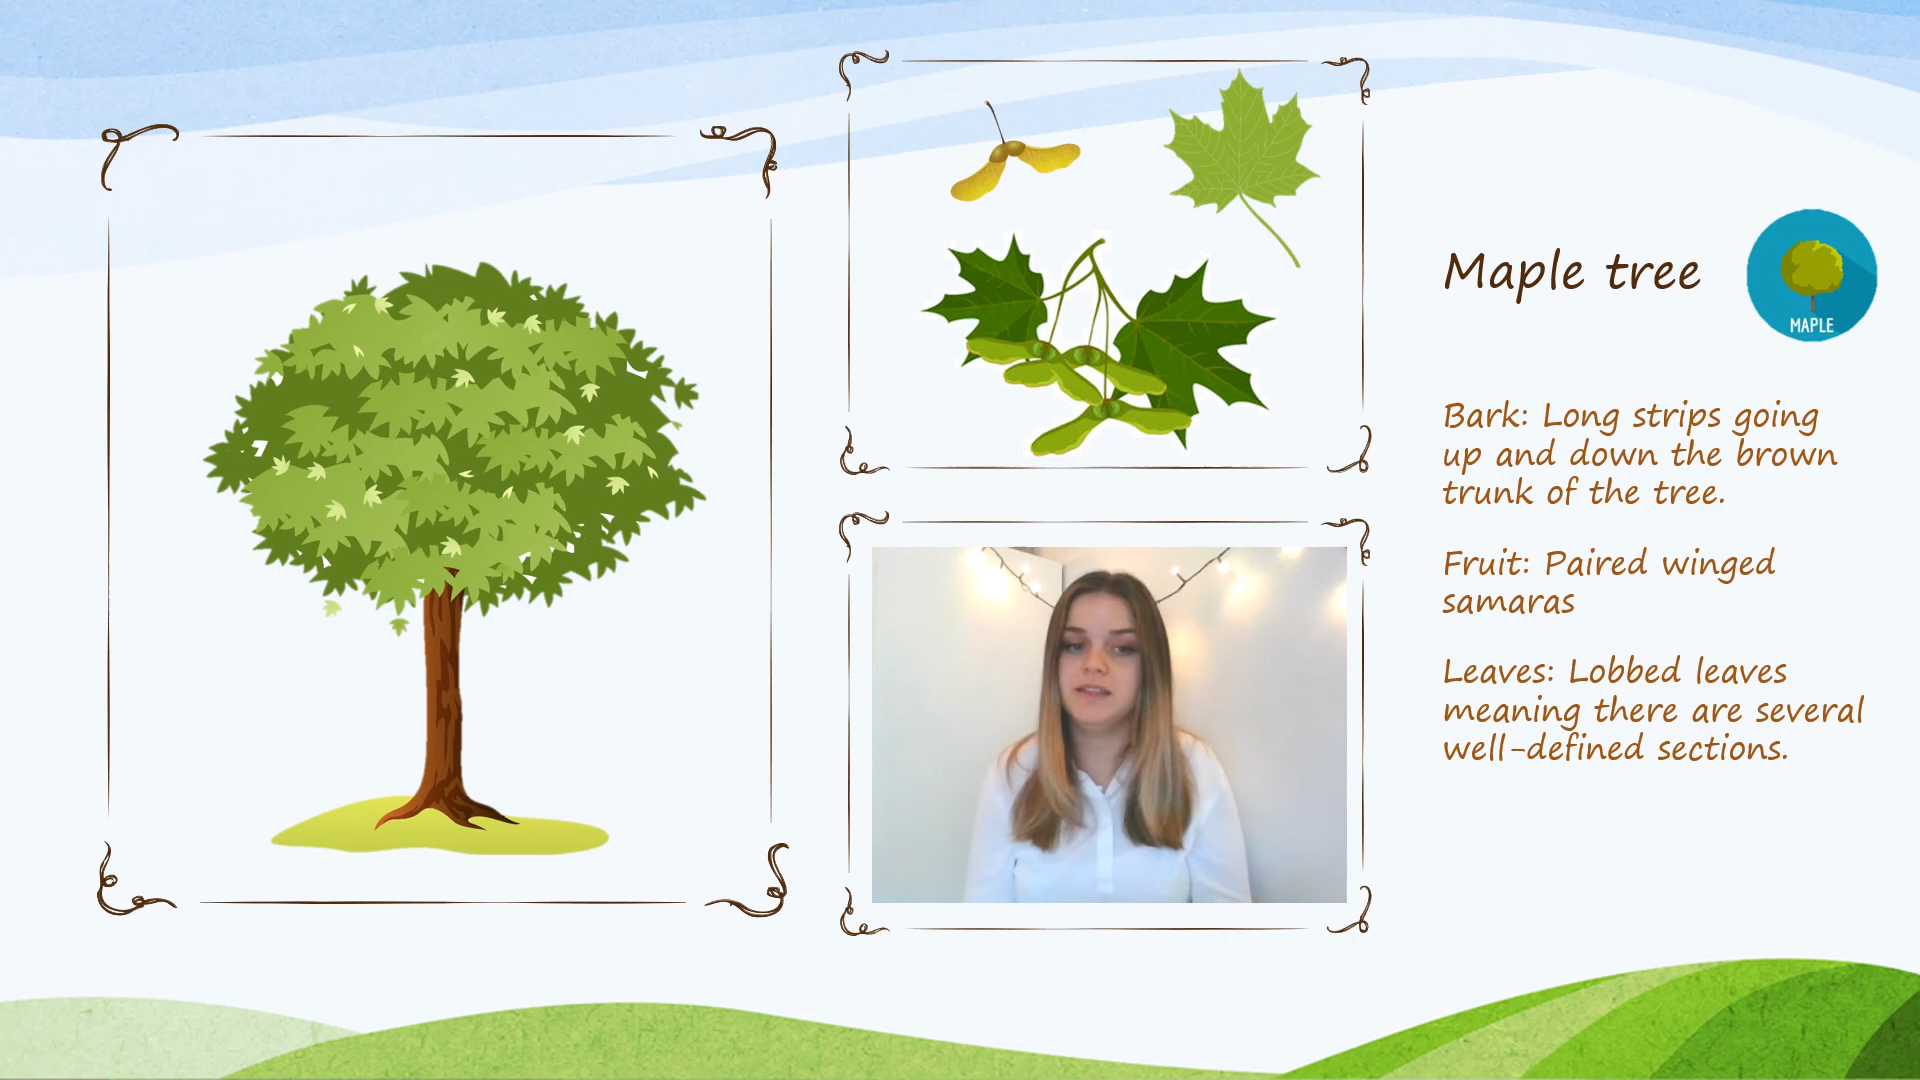 Maple tree
MAPLE
Bark: Long strips going
up and down the brown
trunk of the tree.
Fruit: Paired winged
samaras
Leaves: Lobbed leaves
meaning there are several
well-defined sections.